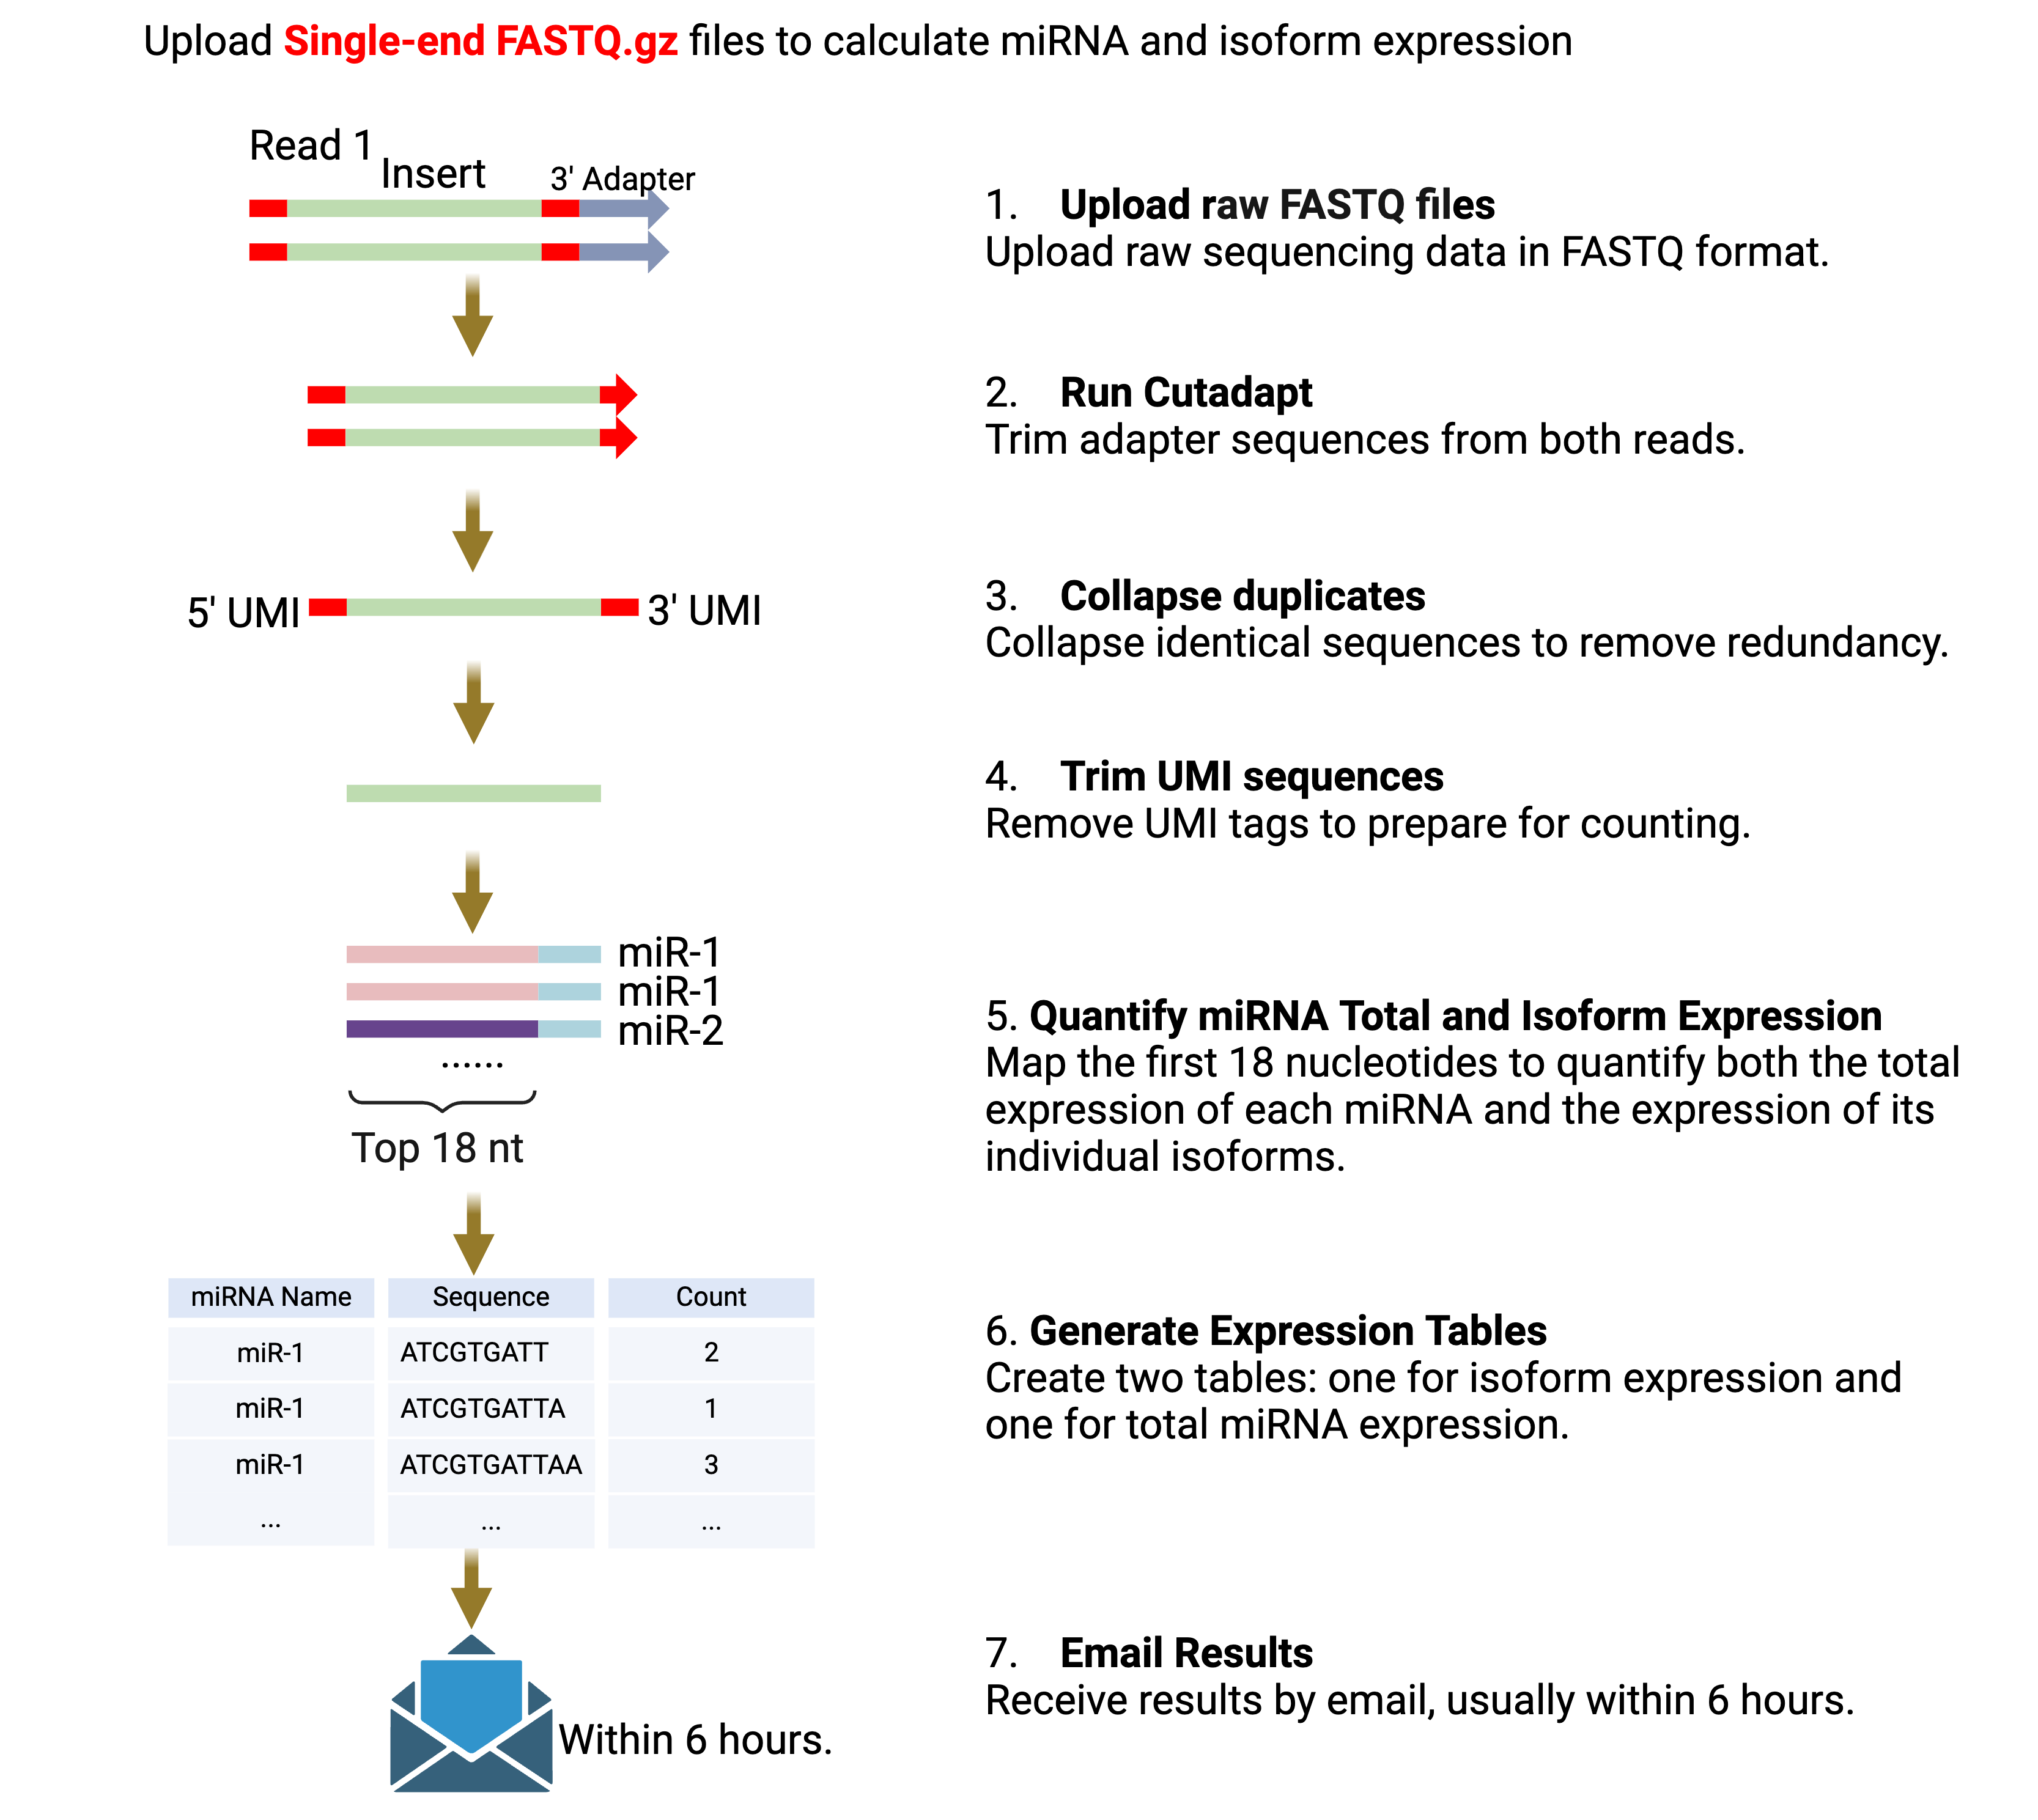 Upload Single-end FASTQ.gz files to calculate miRNA and isoform expression
Read 1
Insert
3' Adapter
1. Upload raw FASTQ files
Upload raw sequencing data in FASTQ format.
2. Run Cutadapt
Trim adapter sequences from both reads.
5' UMI
3' UMI
3. Collapse duplicates
Collapse identical sequences to remove redundancy.
4. Trim UMI sequences
Remove UMI tags to prepare for counting.
miR-1
miR-1
miR-2
......
Top 18 nt
5. Quantify miRNA Total and Isoform Expression
Map the first 18 nucleotides to quantify both the total
expression of each miRNA and the expression of its
individual isoforms.
miRNA Name Sequence Count
miR-1 ATCGTGATT 2
miR-1 ATCGTGATTA 1
miR-1 ATCGTGATTAA 3
... ... ...
6. Generate Expression Tables
Create two tables: one for isoform expression and
one for total miRNA expression.
Within 6 hours.
7. Email Results
Receive results by email, usually within 6 hours.